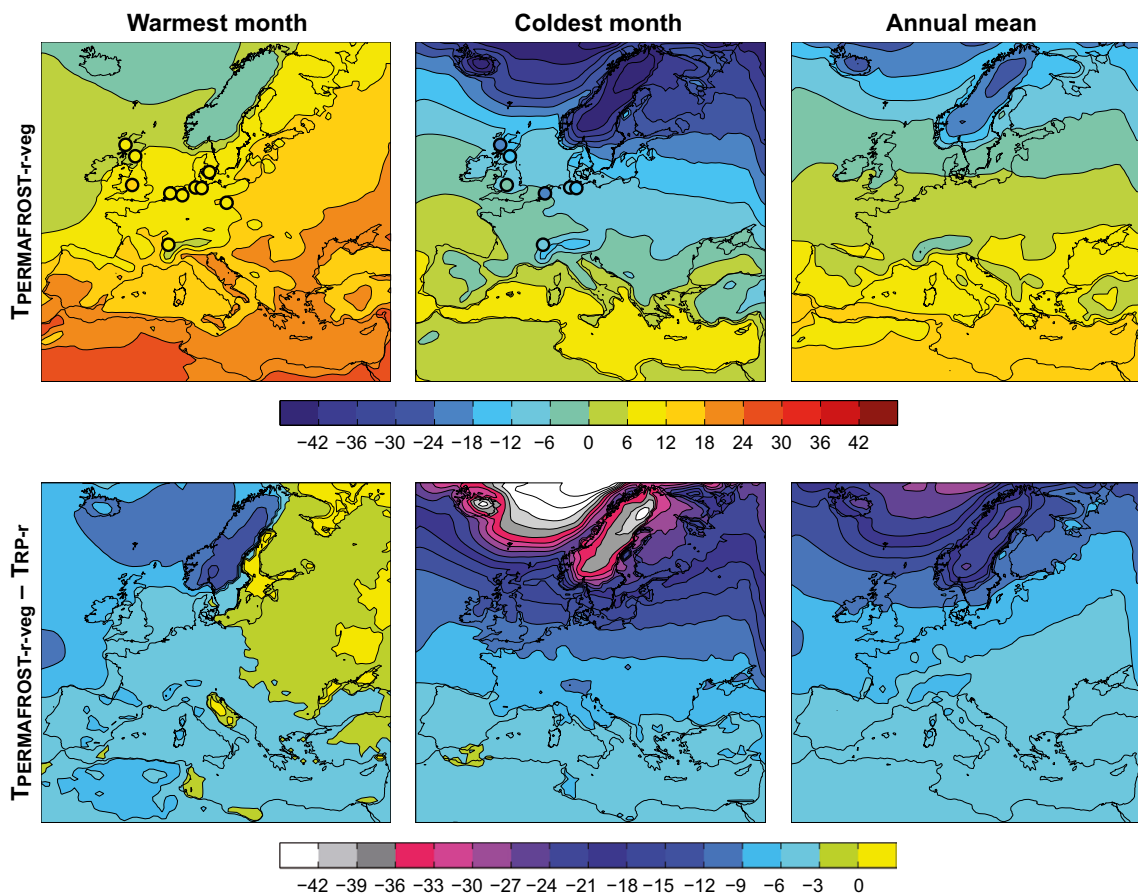 Warmest month
Coldest month
Annual mean
TPERMAFROST-r-veg
−42 −36 −30 −24 −18 −12 −6 0 6 12 18 24 30 36 42
TPERMAFROST-r-veg − TRP-r
−42 −39 −36 −33 −30 −27 −24 −21 −18 −15 −12 −9 −6 −3 0